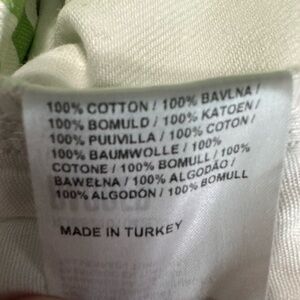 100% COTTON / 100% BAVLNA /
100% BOMULD / 100% KATOEN /
100% PUUVILLA / 100% COTON /
100% BAUMWOLLE / 100%
COTONE / 100% BOMULL / 100%
BAWEŁNA / 100% ALGODÃO /
100% ALGODÓN / 100% BOMULL
MADE IN TURKEY